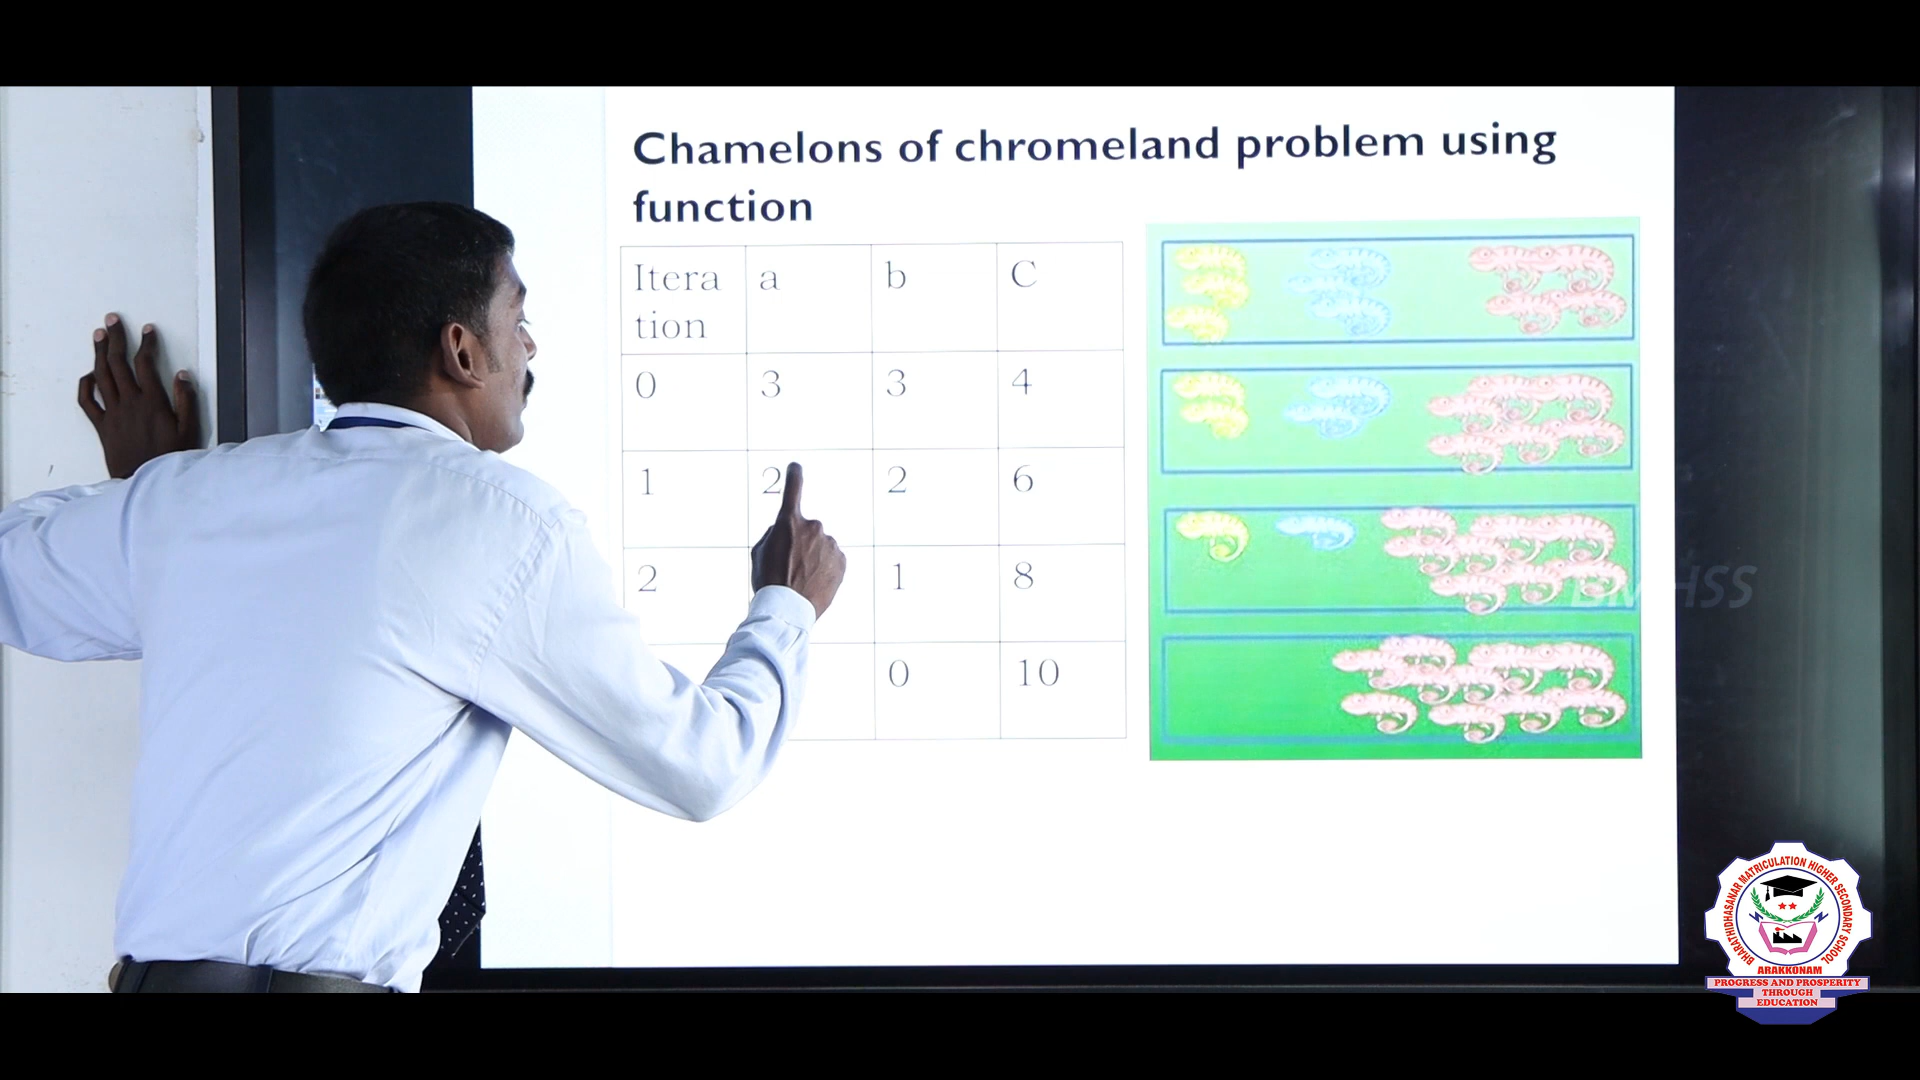 Chamelons of chromeland problem using
function
Itera
tion
a
b
C
0
3
3
4
1
2
2
6
2
1
8
0
10
HSS
BHARATHIDHASANAR MATRICULATION HIGHER SECONDARY SCHOOL
ARAKKONAM
PROGRESS AND PROSPERITY
THROUGH
EDUCATION